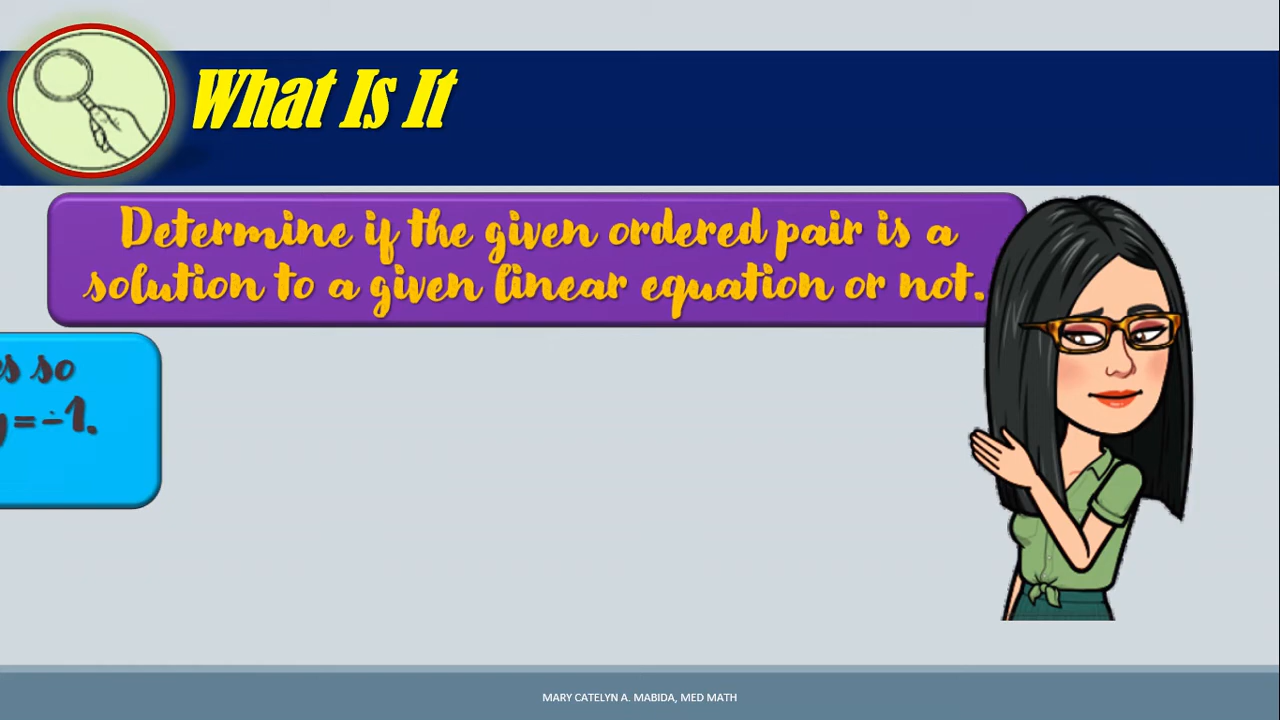 What Is It
Determine if the given ordered pair is a
solution to a given linear equation or not.
so
y=-1.
MARY CATELYN A. MABIDA, MED MATH